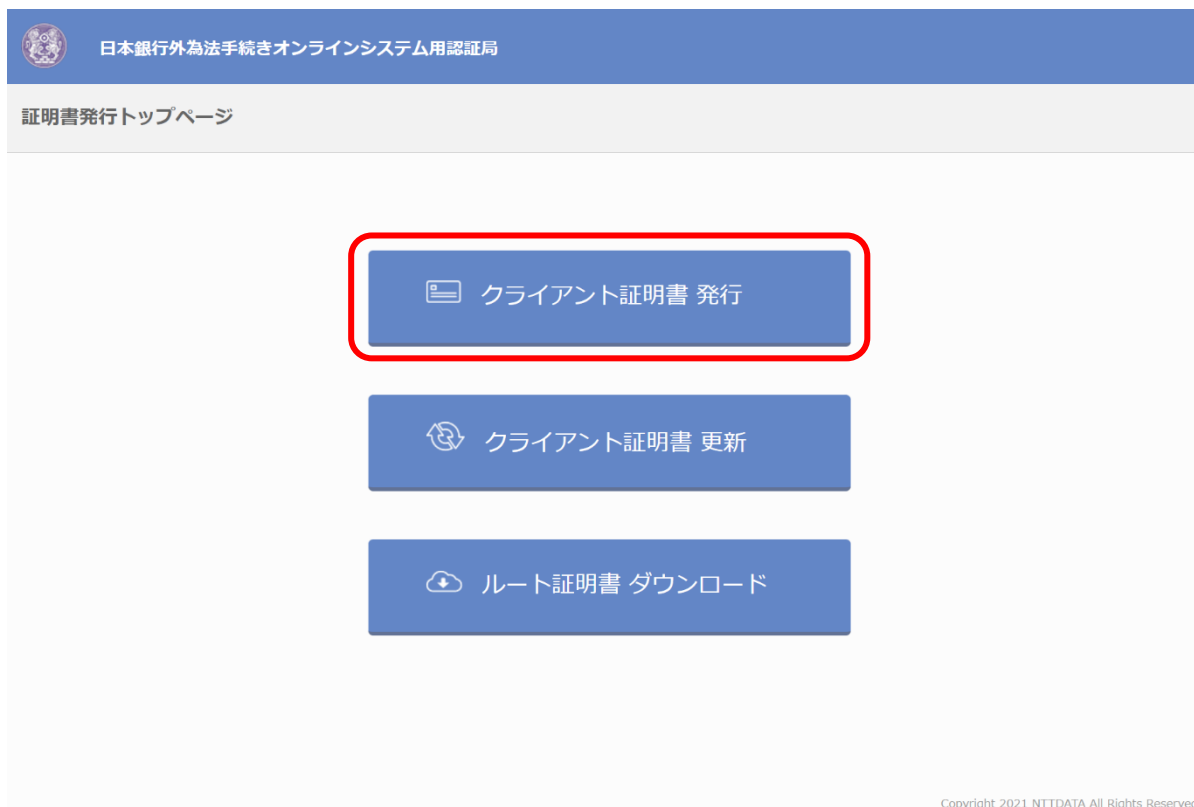 日本銀行外為法手続きオンラインシステム用認証局
証明書発行トップページ
クライアント証明書 発行
クライアント証明書 更新
ルート証明書 ダウンロード
Copyright 2021 NTTDATA All Rights Reserved